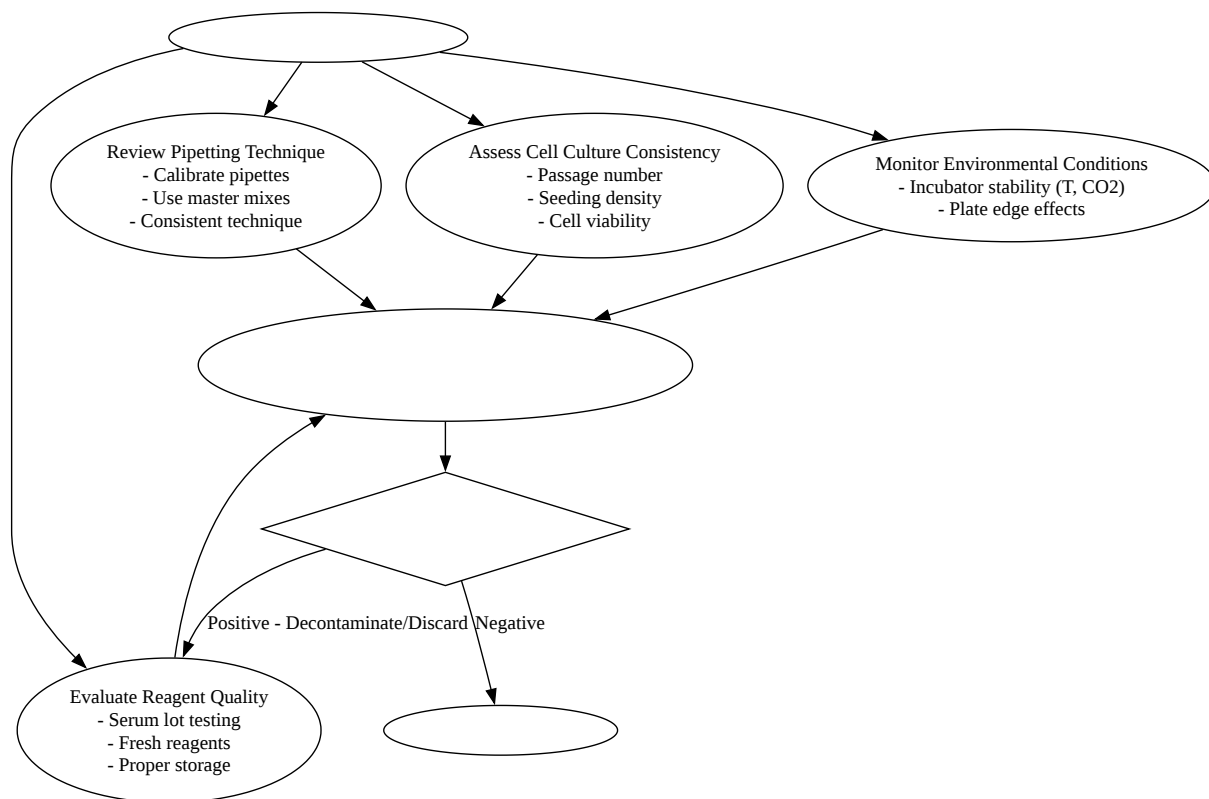 Review Pipetting Technique
- Calibrate pipettes
- Use master mixes
- Consistent technique
Assess Cell Culture Consistency
- Passage number
- Seeding density
- Cell viability
Monitor Environmental Conditions
- Incubator stability (T, CO2)
- Plate edge effects
Positive - Decontaminate/Discard
Negative
Evaluate Reagent Quality
- Serum lot testing
- Fresh reagents
- Proper storage